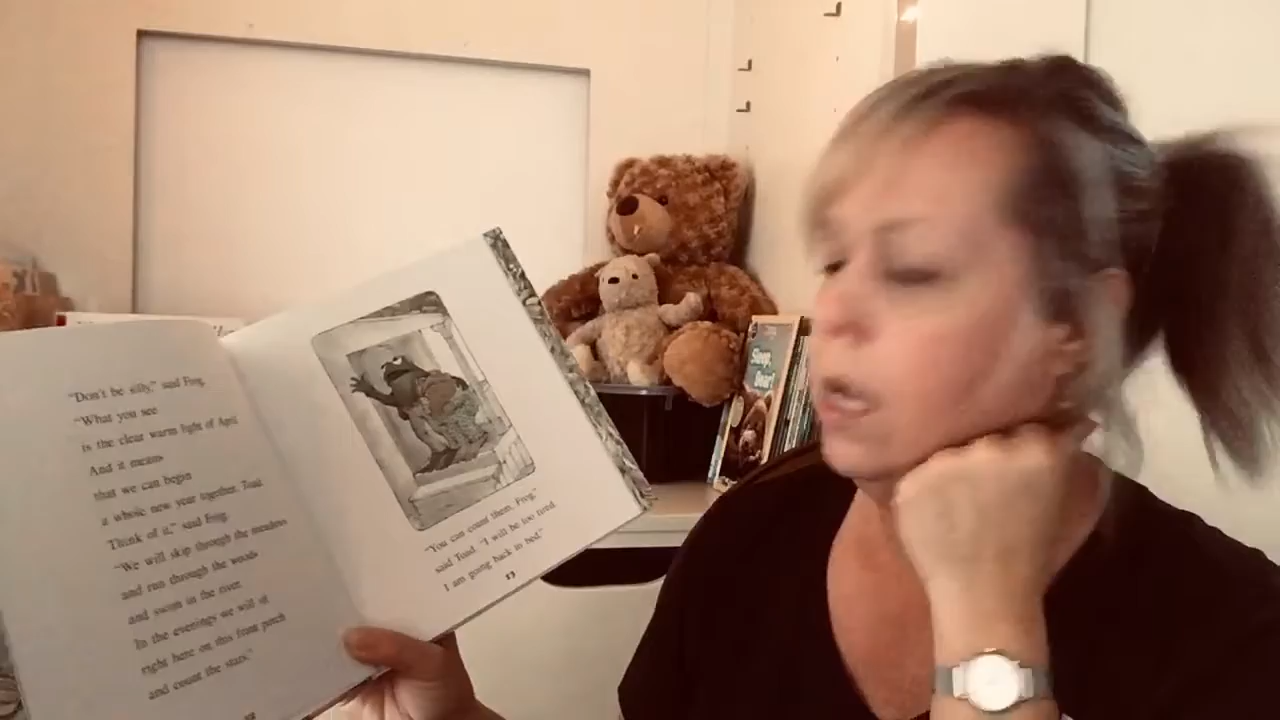 "Don't be silly," said Frog.
"What you see
is the clear warm light of April.
And it means
that we can begin
a whole new year together, Toad.
Think of it," said Frog.
"We will skip through the meadows
and run through the woods
and swim in the river.
In the evenings we will sit
right here on this front porch
and count the stars."
12
"You can count them, Frog,"
said Toad. "I will be too tired.
I am going back to bed."
13
Sleep,
Bear!